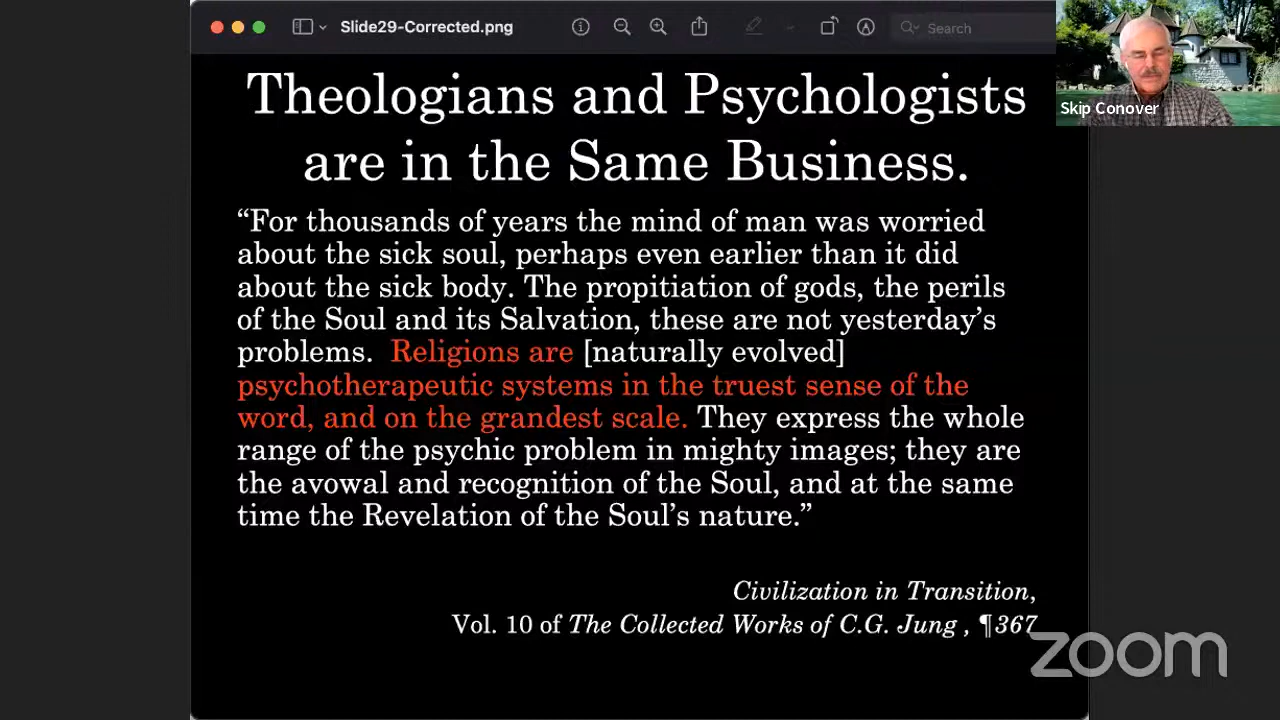 Slide29-Corrected.png
Search
Skip Conover
Theologians and Psychologists
are in the Same Business.
“For thousands of years the mind of man was worried
about the sick soul, perhaps even earlier than it did
about the sick body. The propitiation of gods, the perils
of the Soul and its Salvation, these are not yesterday’s
problems.  Religions are [naturally evolved]
psychotherapeutic systems in the truest sense of the
word, and on the grandest scale. They express the whole
range of the psychic problem in mighty images; they are
the avowal and recognition of the Soul, and at the same
time the Revelation of the Soul’s nature.”
Civilization in Transition,
Vol. 10 of The Collected Works of C.G. Jung , ¶367
zoom